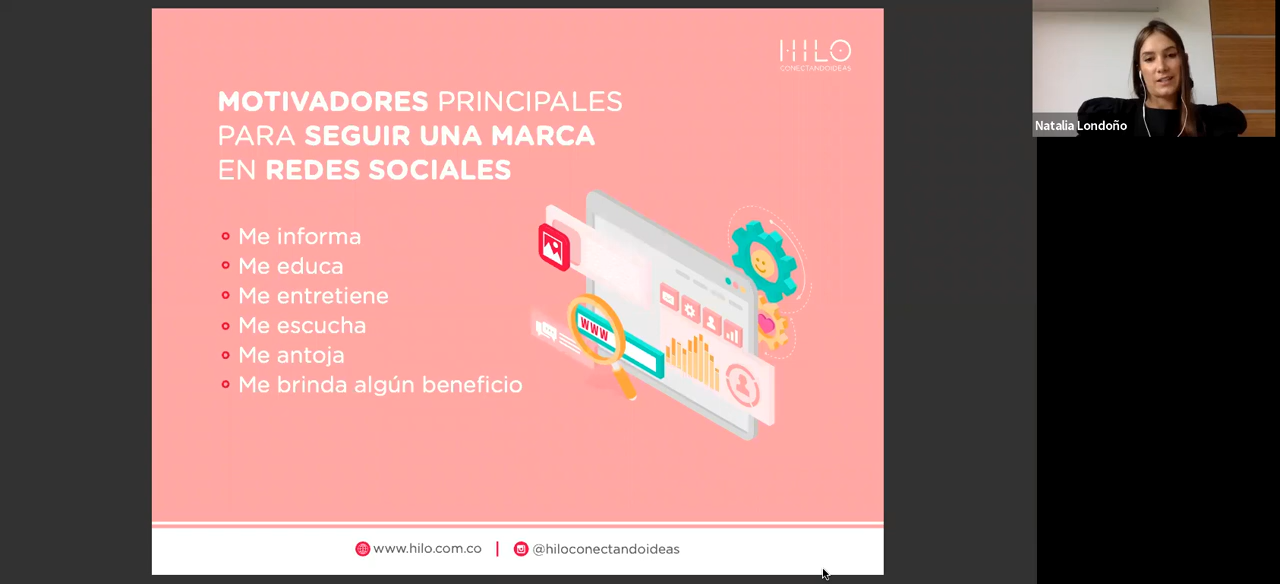 HILO
CONECTANDOIDEAS
MOTIVADORES PRINCIPALES
PARA SEGUIR UNA MARCA
EN REDES SOCIALES
Me informa
Me educa
Me entretiene
Me escucha
Me antoja
Me brinda algún beneficio
WWW
www.hilo.com.co
@hiloconectandoideas
Natalia Londoño